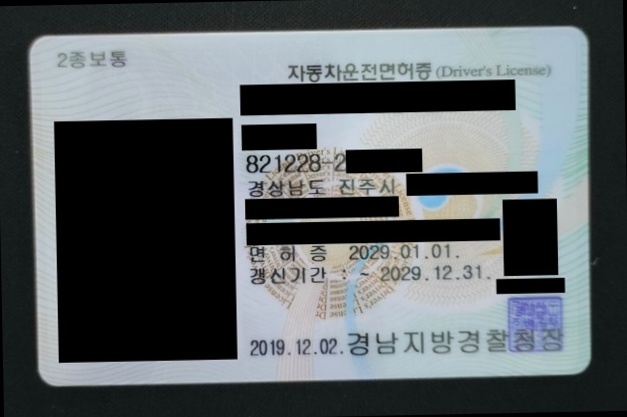 2종보통
자동차운전면허증 (Driver's License)
821228-2
경상남도 진주시
면 허 증 2029.01.01.
갱신기간 : ~ 2029.12.31.
2019.12.02. 경남지방경찰청장